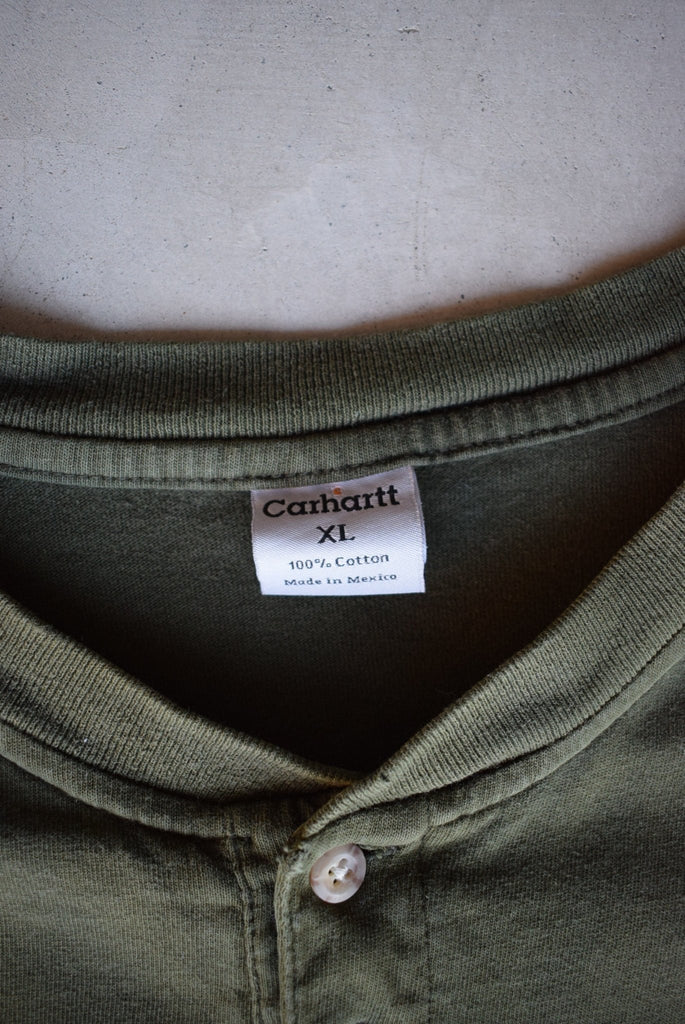 Carhartt
XL
100% Cotton
Made in Mexico